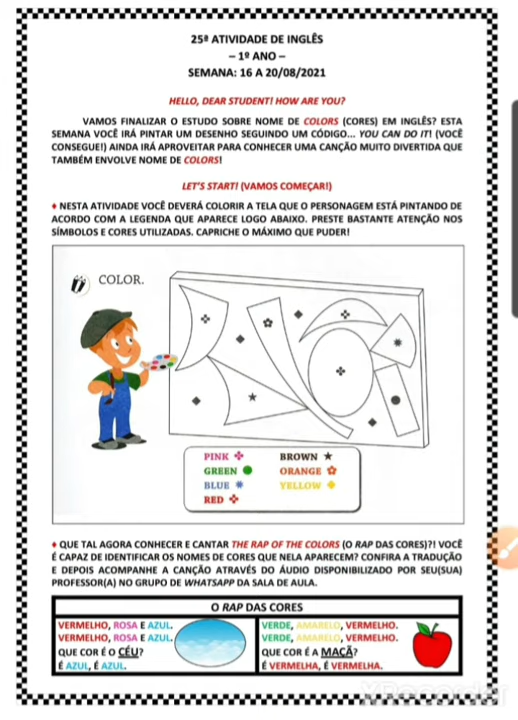 25ª ATIVIDADE DE INGLÊS
– 1º ANO –
SEMANA: 16 A 20/08/2021
HELLO, DEAR STUDENT! HOW ARE YOU?
VAMOS FINALIZAR O ESTUDO SOBRE NOME DE COLORS (CORES) EM INGLÊS? ESTA
SEMANA VOCÊ IRÁ PINTAR UM DESENHO SEGUINDO UM CÓDIGO... YOU CAN DO IT! (VOCÊ
CONSEGUE!) AINDA IRÁ APROVEITAR PARA CONHECER UMA CANÇÃO MUITO DIVERTIDA QUE
TAMBÉM ENVOLVE NOME DE COLORS!
LET'S START! (VAMOS COMEÇAR!)
♦ NESTA ATIVIDADE VOCÊ DEVERÁ COLORIR A TELA QUE O PERSONAGEM ESTÁ PINTANDO DE
ACORDO COM A LEGENDA QUE APARECE LOGO ABAIXO. PRESTE BASTANTE ATENÇÃO NOS
SÍMBOLOS E CORES UTILIZADAS. CAPRICHE O MÁXIMO QUE PUDER!
COLOR.
PINK BROWN
GREEN ORANGE
BLUE YELLOW
RED
♦ QUE TAL AGORA CONHECER E CANTAR THE RAP OF THE COLORS (O RAP DAS CORES)?! VOCÊ
É CAPAZ DE IDENTIFICAR OS NOMES DE CORES QUE NELA APARECEM? CONFIRA A TRADUÇÃO
E DEPOIS ACOMPANHE A CANÇÃO ATRAVÉS DO ÁUDIO DISPONIBILIZADO POR SEU(SUA)
PROFESSOR(A) NO GRUPO DE WHATSAPP DA SALA DE AULA.
O RAP DAS CORES
VERMELHO, ROSA E AZUL.
VERMELHO, ROSA E AZUL.
QUE COR É O CÉU?
É AZUL, É AZUL.
VERDE, AMARELO, VERMELHO.
VERDE, AMARELO, VERMELHO.
QUE COR É A MAÇÃ?
É VERMELHA, É VERMELHA.
XRecorder